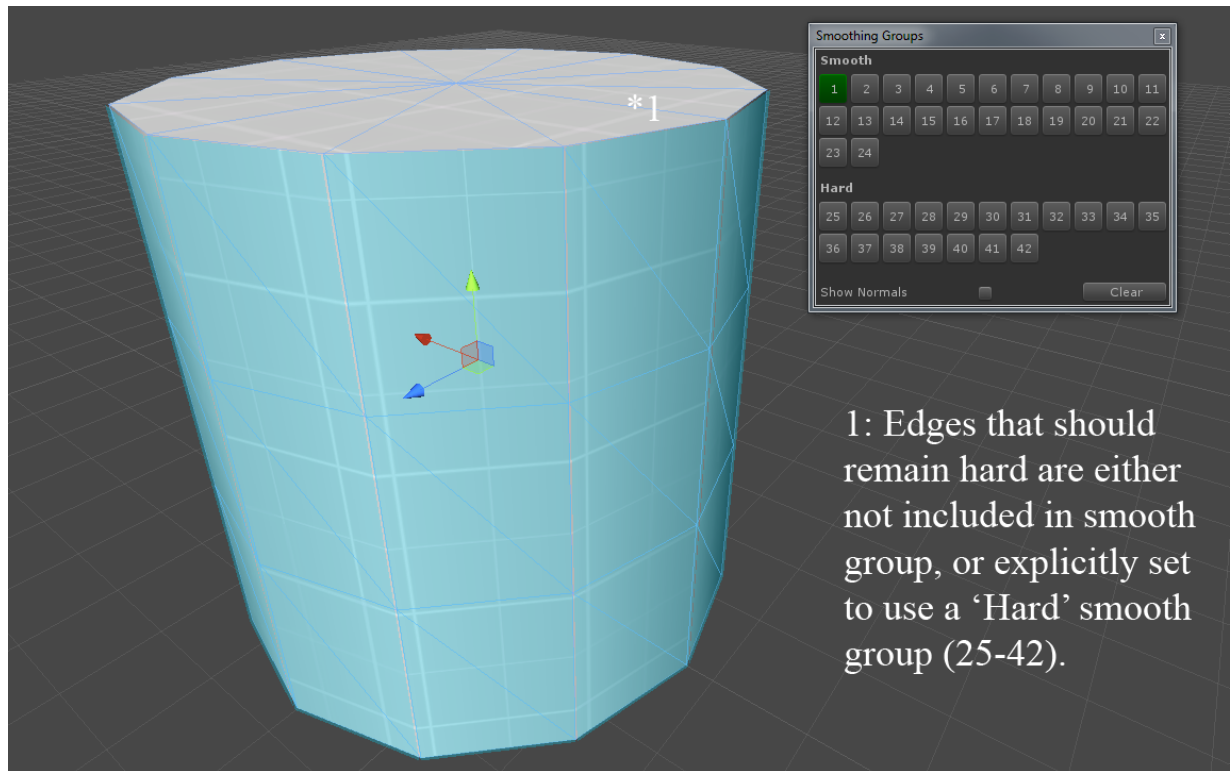 Smoothing Groups x
Smooth
1 2 3 4 5 6 7 8 9 10 11
12 13 14 15 16 17 18 19 20 21 22
23 24
Hard
25 26 27 28 29 30 31 32 33 34 35
36 37 38 39 40 41 42
Show Normals Clear
*1
1: Edges that should
remain hard are either
not included in smooth
group, or explicitly set
to use a ‘Hard’ smooth
group (25-42).